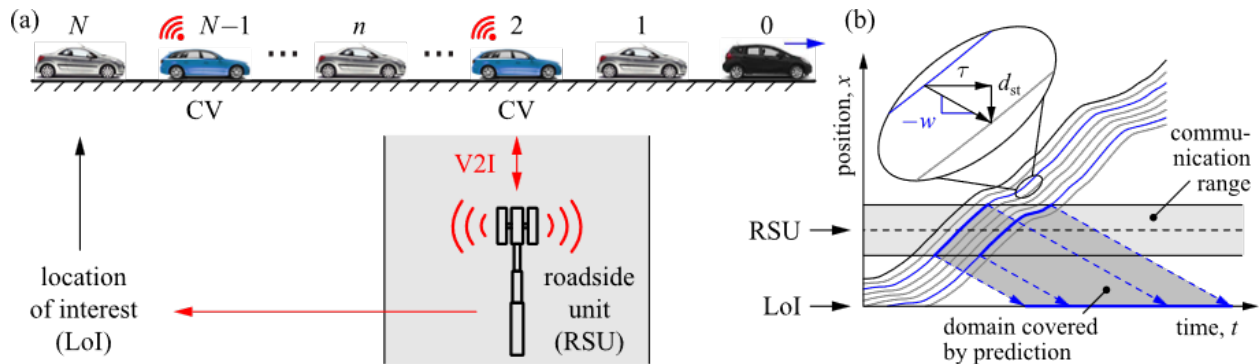 (a)
N N−1 n 2 1 0
CV CV
V2I
location
of interest
(LoI)
roadside
unit
(RSU)
(b)
position, x
τ
d_st
−w
commu-
nication
range
RSU
LoI
domain covered
by prediction
time, t